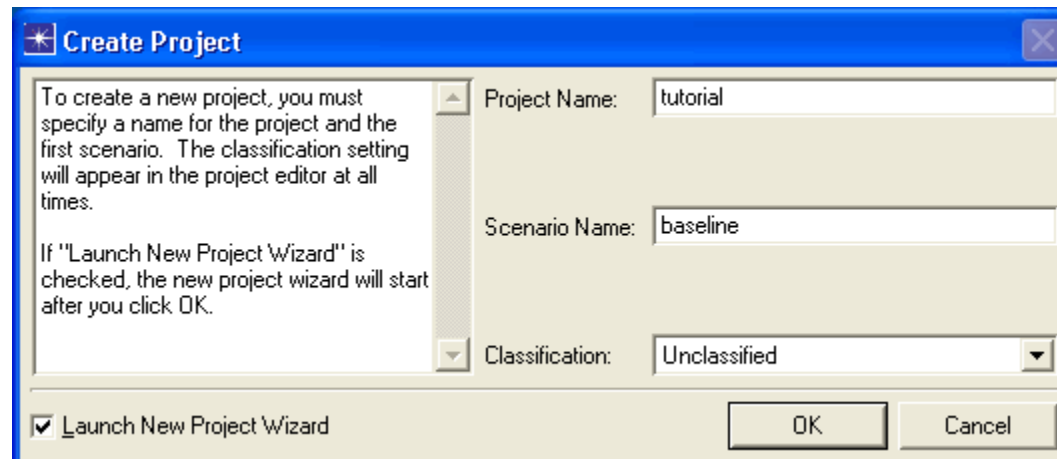 Create Project
To create a new project, you must
specify a name for the project and the
first scenario.  The classification setting
will appear in the project editor at all
times.
If "Launch New Project Wizard" is
checked, the new project wizard will start
after you click OK.
Project Name: tutorial
Scenario Name: baseline
Classification: Unclassified
Launch New Project Wizard
OK
Cancel